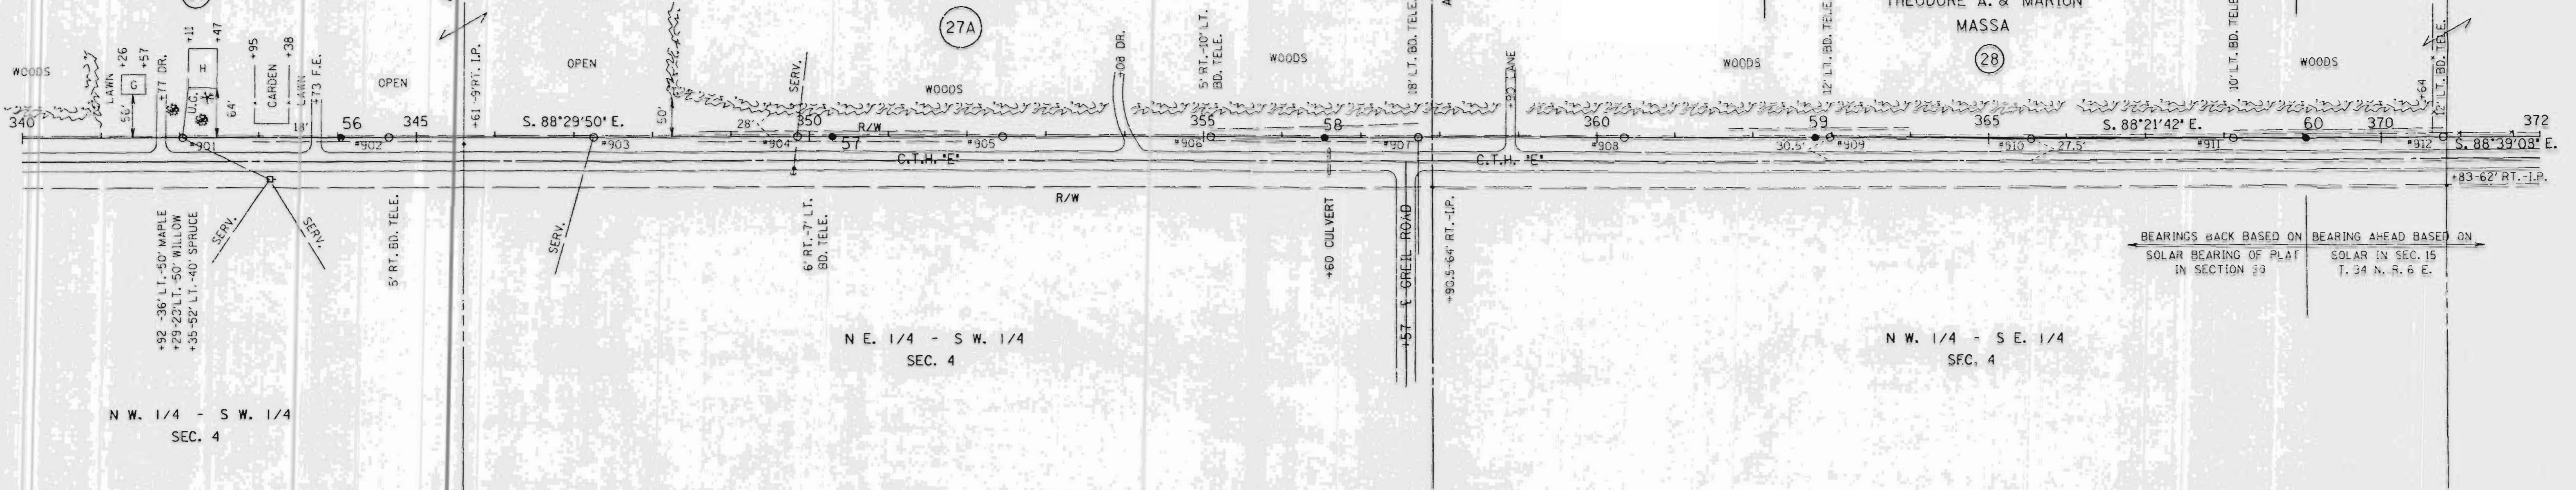 THEODORE A. & MARION
MASSA
28
27A
WOODS
LAWN
+26
+57
G
56'
+77 DR.
+11
+47
H
U.G.
64'
+95
GARDEN
+38
LAWN
+73 F.E.
18'
OPEN
+61 -9' RT. I.P.
OPEN
50'
28'
SERV.
WOODS
+08 DR.
5' RT.-10' LT.
BD. TELE.
WOODS
18' LT. BD. TELE.
+90 LANE
WOODS
12' LT. BD. TELE.
10' LT. BD. TELE.
WOODS
+64
12' LT. BD. TELE.
340
56
345
S. 88°29'50" E.
350
R/W
57
355
58
360
59
365
S. 88°21'42" E.
60
370
372
#901
#902
#903
#904
#905
#906
#907
#908
30.5'
#909
#910
27.5'
#911
#912
S. 88°39'08" E.
C.T.H. "E"
C.T.H. "E"
+83-62' RT.-I.P.
R/W
+92 -36' LT.-50' MAPLE
+29-23' LT.-50' WILLOW
+35-52' LT.-40' SPRUCE
SERV.
SERV.
5' RT. BD. TELE.
SERV.
6' RT.-7' LT.
BD. TELE.
+60 CULVERT
+57 ℄ GREIL ROAD
+90.5-64' RT.-I.P.
BEARINGS BACK BASED ON
SOLAR BEARING OF PLAT
IN SECTION
BEARING AHEAD BASED ON
SOLAR IN SEC. 15
T. 34 N. R. 6 E.
N E. 1/4 - S W. 1/4
SEC. 4
N W. 1/4 - S E. 1/4
SEC. 4
N W. 1/4 - S W. 1/4
SEC. 4